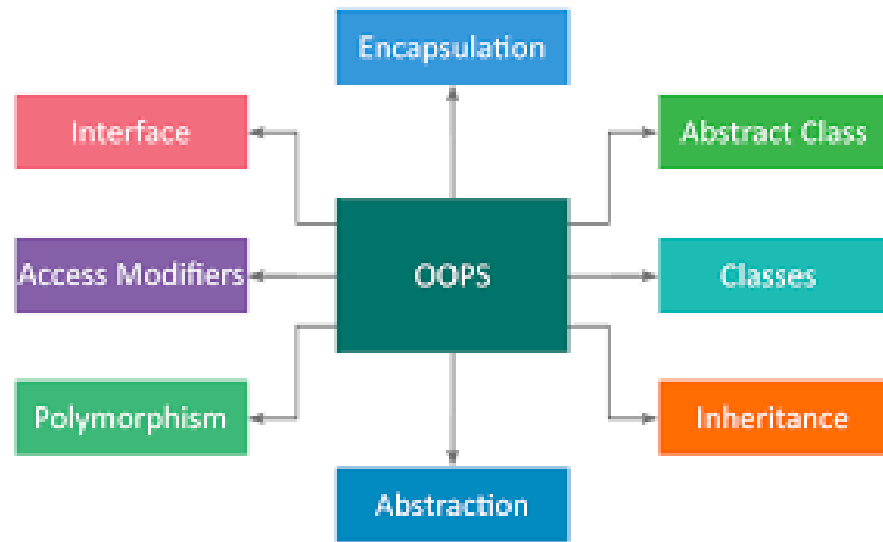 Encapsulation
Interface
Abstract Class
Access Modifiers
OOPS
Classes
Polymorphism
Inheritance
Abstraction